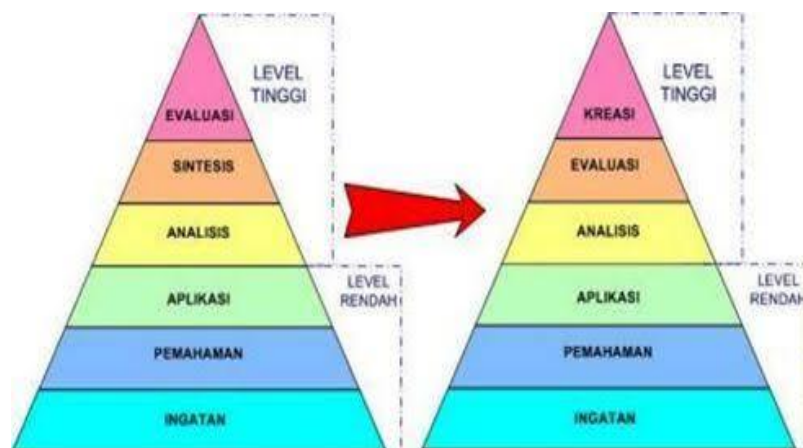 LEVEL
TINGGI
EVALUASI
SINTESIS
ANALISIS
LEVEL
RENDAH
APLIKASI
PEMAHAMAN
INGATAN
LEVEL
TINGGI
KREASI
EVALUASI
ANALISIS
LEVEL
RENDAH
APLIKASI
PEMAHAMAN
INGATAN